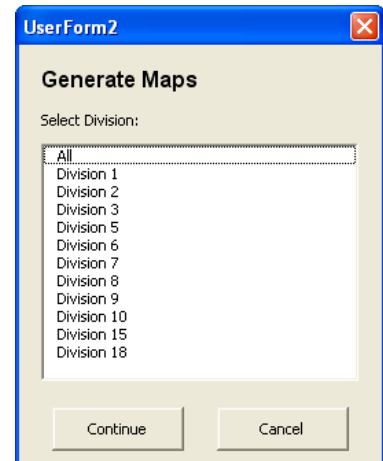 UserForm2
Generate Maps
Select Division:
All
Division 1
Division 2
Division 3
Division 5
Division 6
Division 7
Division 8
Division 9
Division 10
Division 15
Division 18
Continue Cancel